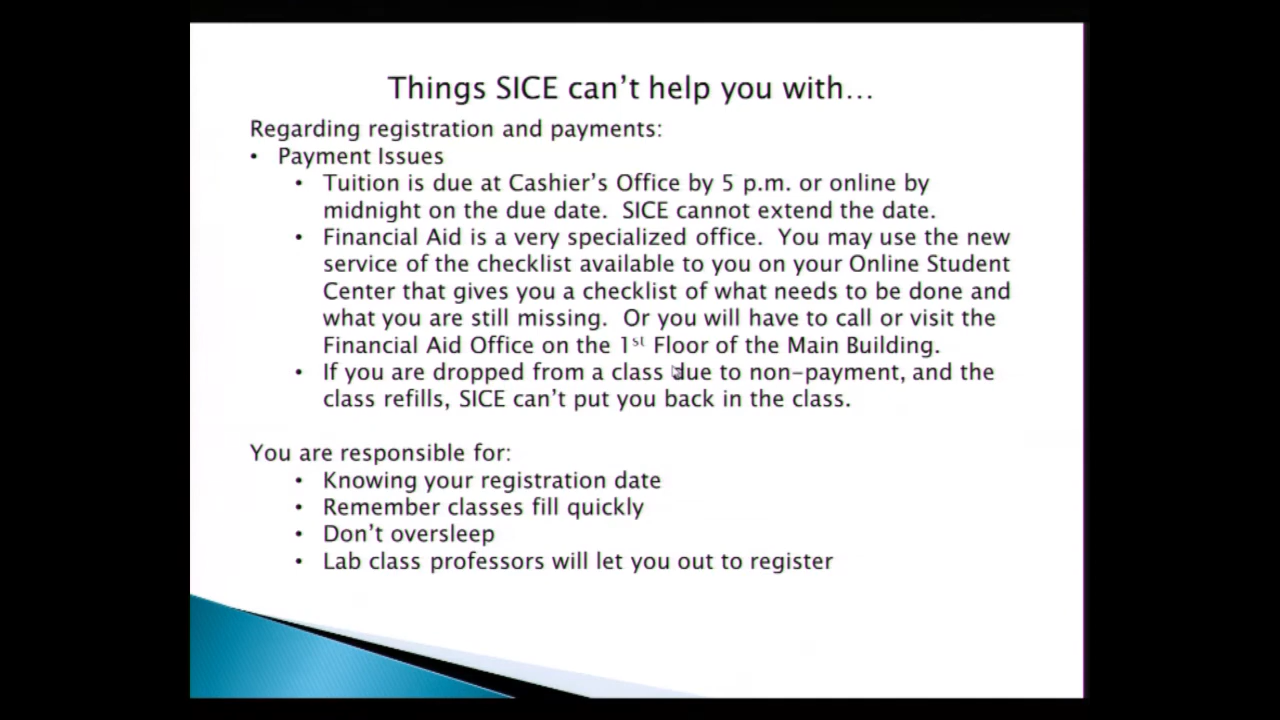 Things SICE can't help you with...
Regarding registration and payments:
• Payment Issues
• Tuition is due at Cashier's Office by 5 p.m. or online by
midnight on the due date.  SICE cannot extend the date.
• Financial Aid is a very specialized office.  You may use the new
service of the checklist available to you on your Online Student
Center that gives you a checklist of what needs to be done and
what you are still missing.  Or you will have to call or visit the
Financial Aid Office on the 1st Floor of the Main Building.
• If you are dropped from a class due to non-payment, and the
class refills, SICE can't put you back in the class.
You are responsible for:
• Knowing your registration date
• Remember classes fill quickly
• Don't oversleep
• Lab class professors will let you out to register